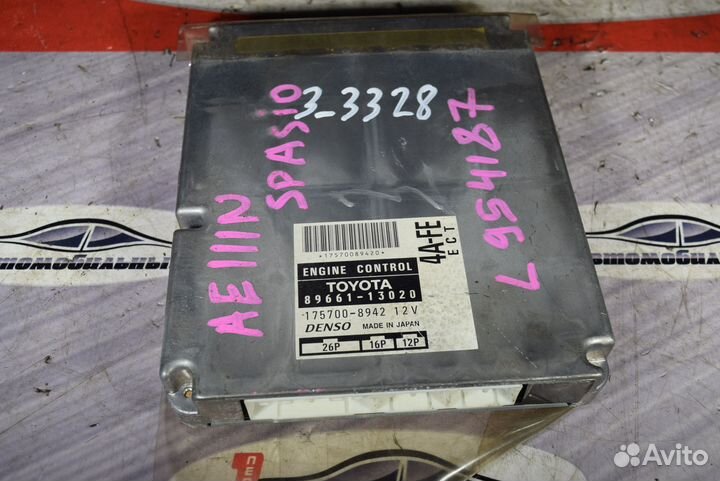 3-3328
SPASIO
AE111N
L954187
*17570089420*
4A-FE
ECT
ENGINE CONTROL
TOYOTA
89661-13020
175700-8942 12V
DENSO MADE IN JAPAN
26P 16P 12P
Avito